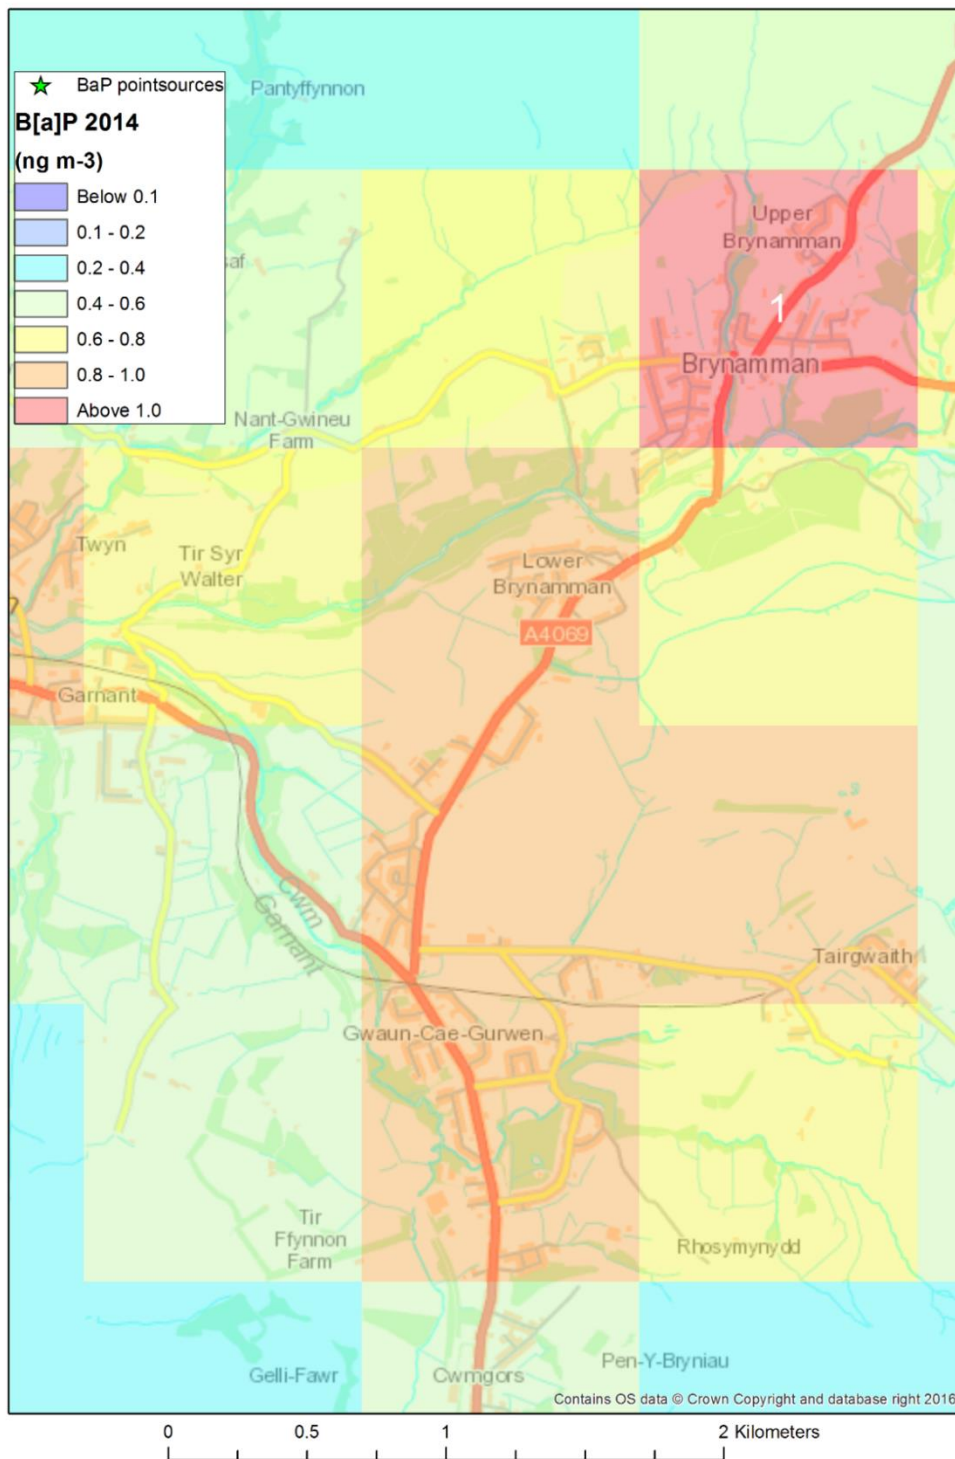 Pantyffynnon
BaP pointsources
B[a]P 2014
(ng m-3)
Below 0.1
0.1 - 0.2
0.2 - 0.4
0.4 - 0.6
0.6 - 0.8
0.8 - 1.0
Above 1.0
Upper
Brynamman
1
Brynamman
Nant-Gwineu
Farm
Twyn
Tir Syr
Walter
Lower
Brynamman
A4069
Garnant
Cwm
Garnant
Tairgwaith
Gwaun-Cae-Gurwen
Tir
Ffynnon
Farm
Rhosymynydd
Gelli-Fawr
Cwmgors
Pen-Y-Bryniau
Contains OS data © Crown Copyright and database right 2016
0 0.5 1 2 Kilometers